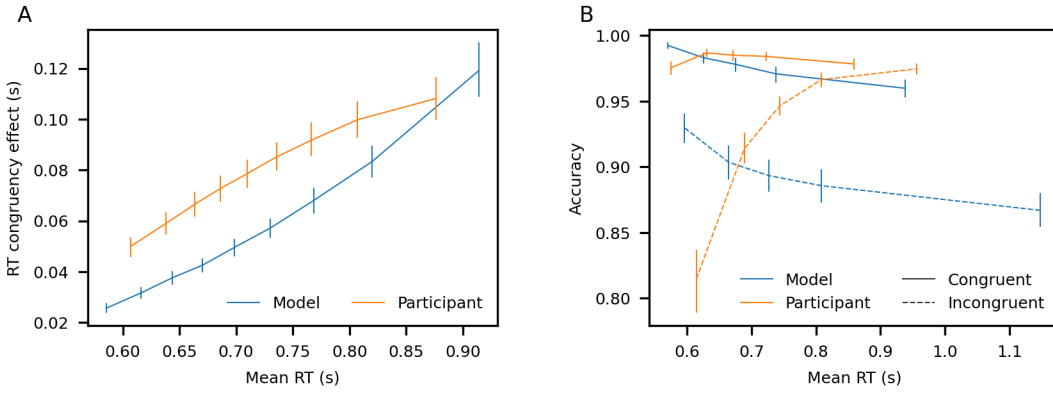 A
RT congruency effect (s)
0.12
0.10
0.08
0.06
0.04
0.02
Model
Participant
0.60 0.65 0.70 0.75 0.80 0.85 0.90
Mean RT (s)
B
Accuracy
1.00
0.95
0.90
0.85
0.80
Model
Participant
Congruent
Incongruent
0.6 0.7 0.8 0.9 1.0 1.1
Mean RT (s)